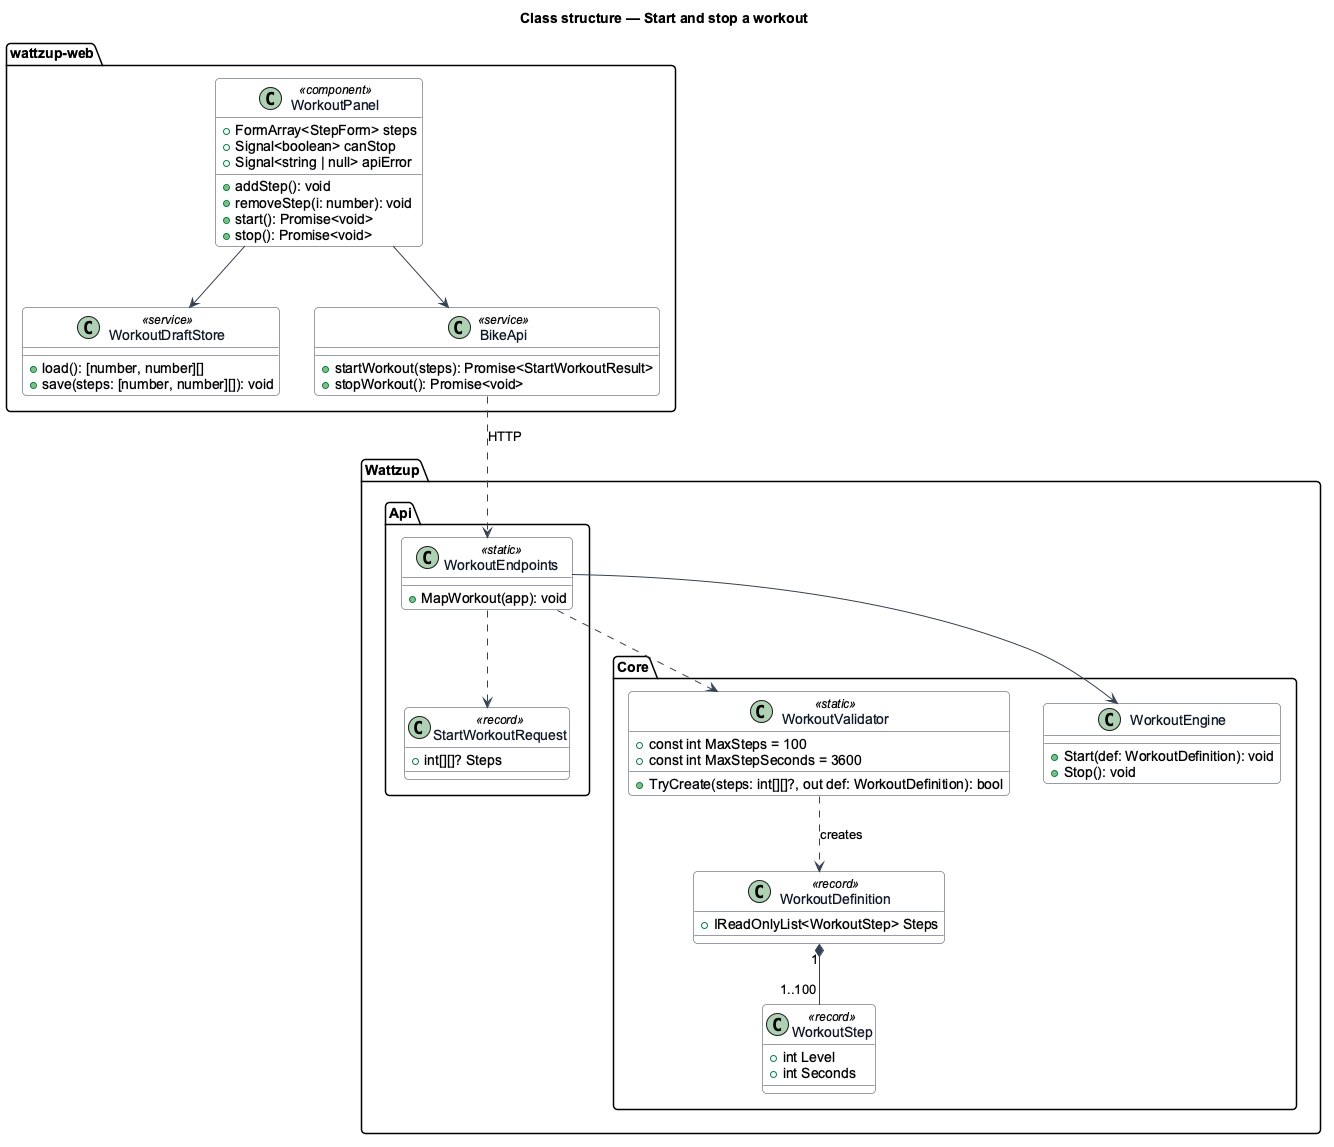 Class structure — Start and stop a workout
wattzup-web
«component»
C WorkoutPanel
FormArray<StepForm> steps
Signal<boolean> canStop
Signal<string | null> apiError
addStep(): void
removeStep(i: number): void
start(): Promise<void>
stop(): Promise<void>
«service»
C WorkoutDraftStore
load(): [number, number][]
save(steps: [number, number][]): void
«service»
C BikeApi
startWorkout(steps): Promise<StartWorkoutResult>
stopWorkout(): Promise<void>
HTTP
Wattzup
Api
«static»
C WorkoutEndpoints
MapWorkout(app): void
«record»
C StartWorkoutRequest
int[][]? Steps
Core
«static»
C WorkoutValidator
const int MaxSteps = 100
const int MaxStepSeconds = 3600
TryCreate(steps: int[][]?, out def: WorkoutDefinition): bool
C WorkoutEngine
Start(def: WorkoutDefinition): void
Stop(): void
creates
«record»
C WorkoutDefinition
IReadOnlyList<WorkoutStep> Steps
1
1..100
«record»
C WorkoutStep
int Level
int Seconds